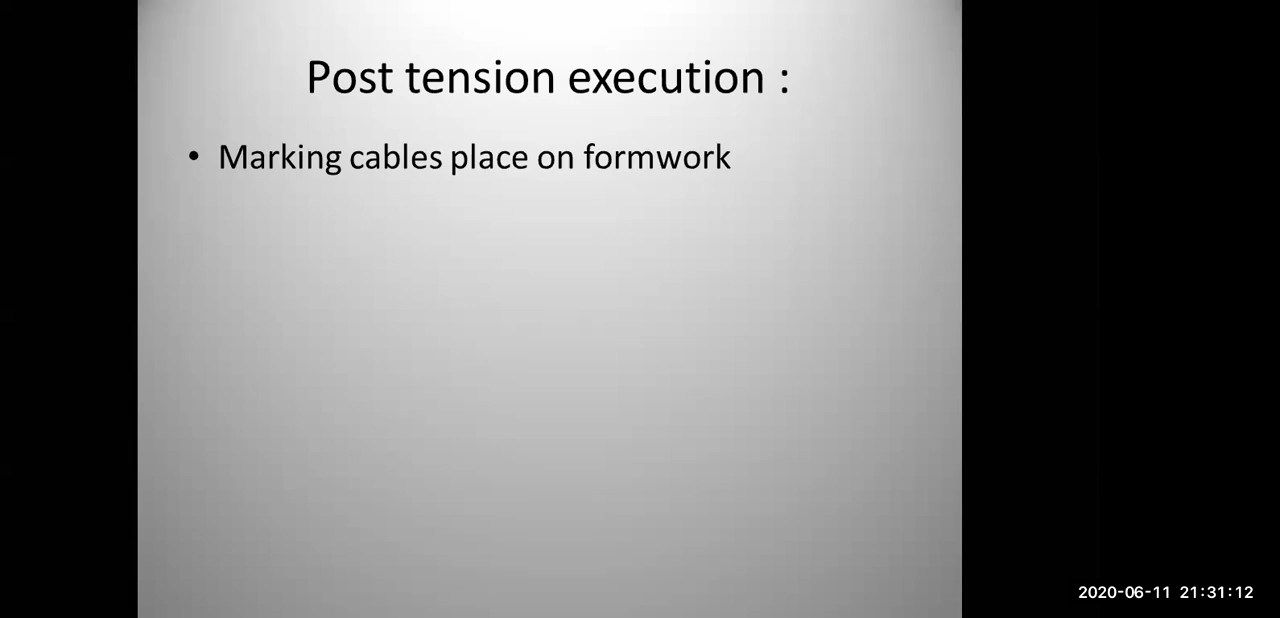 Post tension execution :
• Marking cables place on formwork
2020-06-11 21:31:12